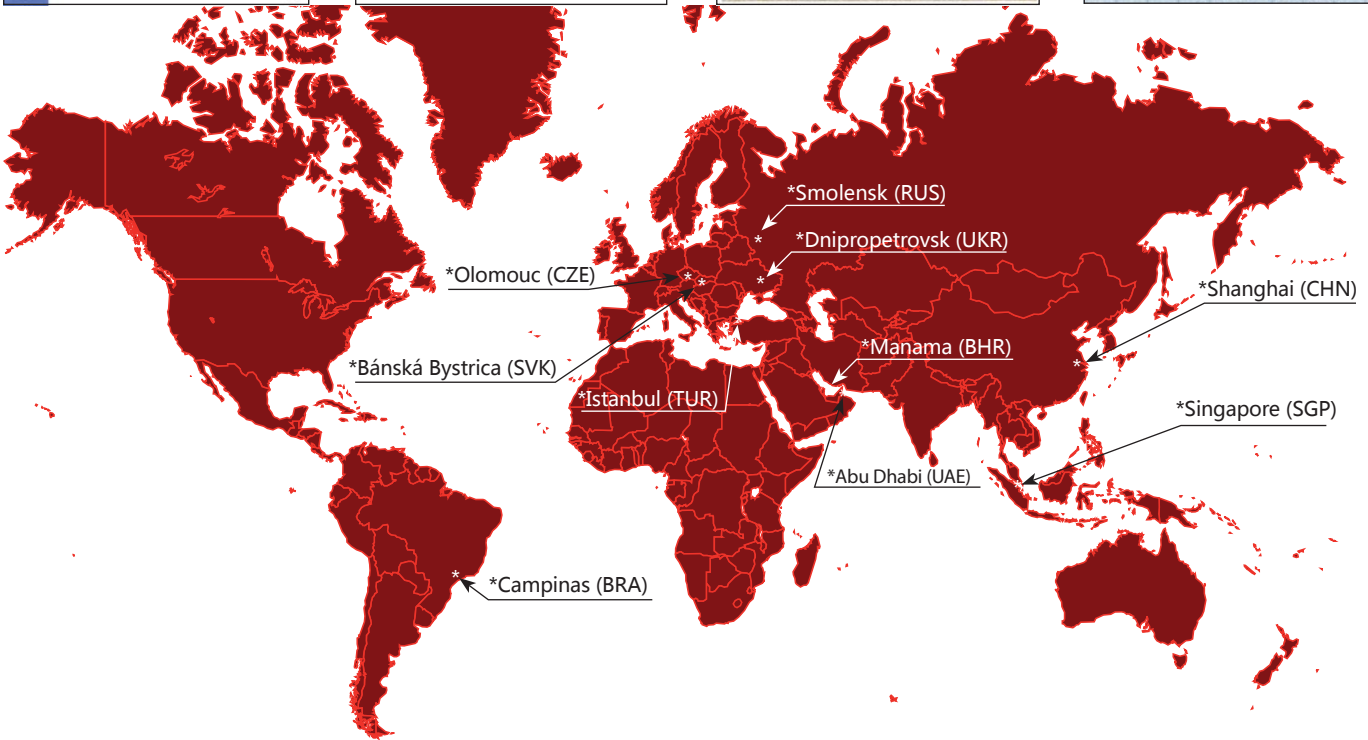 *Smolensk (RUS)
*Dnipropetrovsk (UKR)
*Olomouc (CZE)
*Shanghai (CHN)
*Manama (BHR)
*Bánská Bystrica (SVK)
*Istanbul (TUR)
*Singapore (SGP)
*Abu Dhabi (UAE)
*Campinas (BRA)